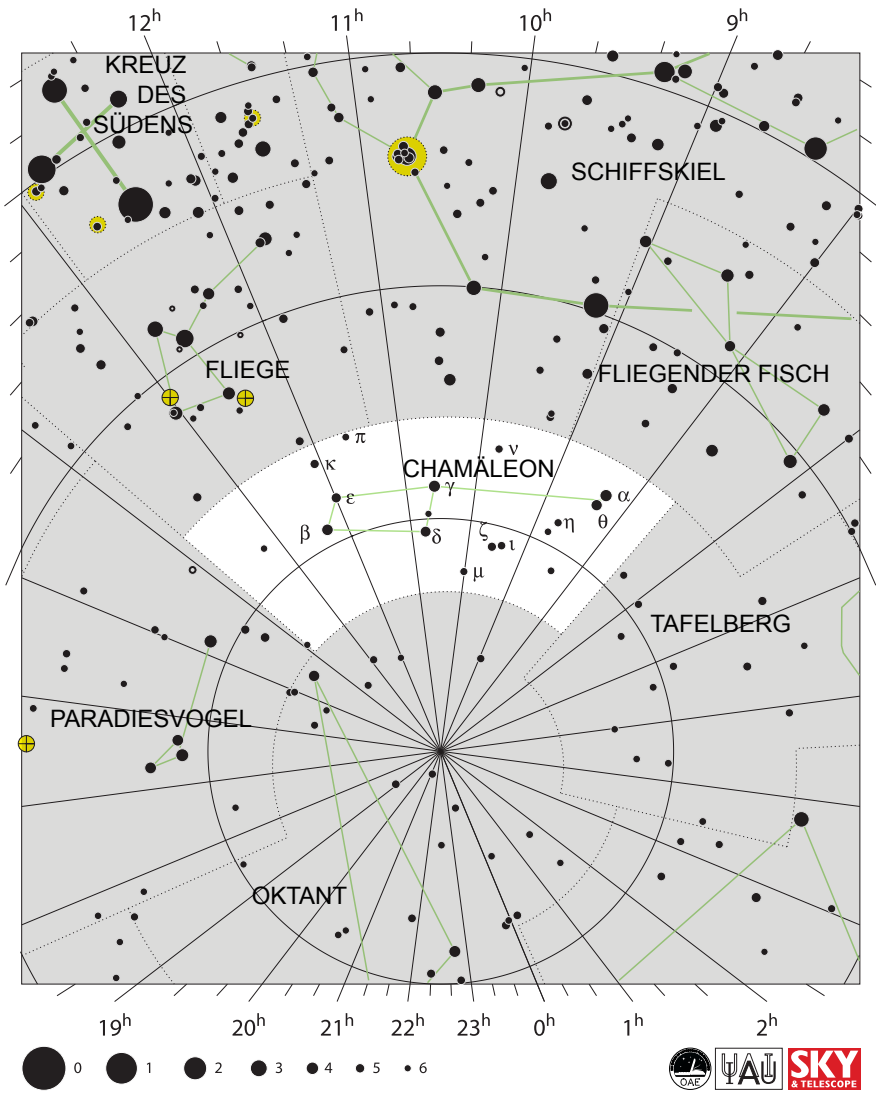 12h 11h 10h 9h
KREUZ
DES
SÜDENS
SCHIFFSKIEL
FLIEGE
FLIEGENDER FISCH
π
ν
κ
CHAMÄLEON
γ
α
ε
θ
β
δ
ζ
η
ι
μ
TAFELBERG
PARADIESVOGEL
OKTANT
19h 20h 21h 22h 23h 0h 1h 2h
0 1 2 3 4 5 6
OAE
IAU
SKY
& TELESCOPE